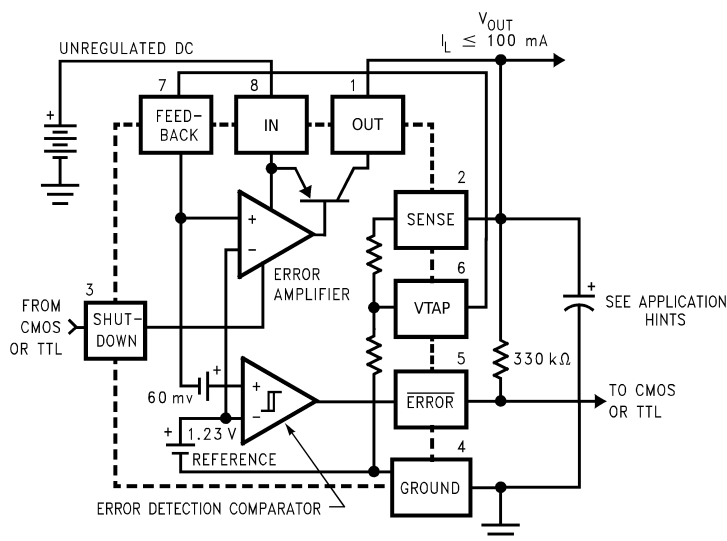 V_OUT
I_L ≤ 100 mA
UNREGULATED DC
7
8
1
FEED-
BACK
IN
OUT
+
2
SENSE
+
−
ERROR
AMPLIFIER
6
VTAP
+
SEE APPLICATION
HINTS
3
FROM
CMOS
OR TTL
SHUT-
DOWN
5
330 kΩ
ERROR
TO CMOS
OR TTL
+
60 mv
+
−
+
1.23 V
REFERENCE
4
GROUND
ERROR DETECTION COMPARATOR